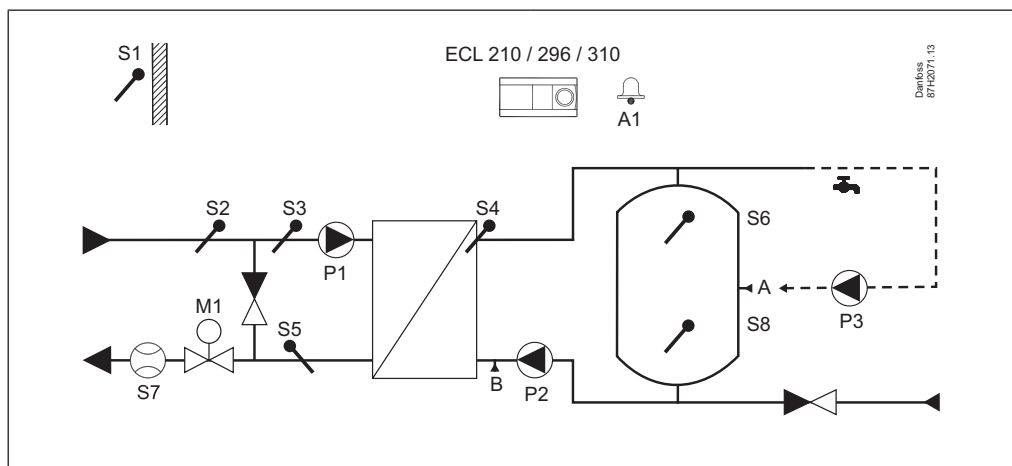 S1
ECL 210 / 296 / 310
A1
Danfoss
87H2071.13
S2
S3
P1
S4
S6
A
P3
S8
M1
S5
S7
B
P2